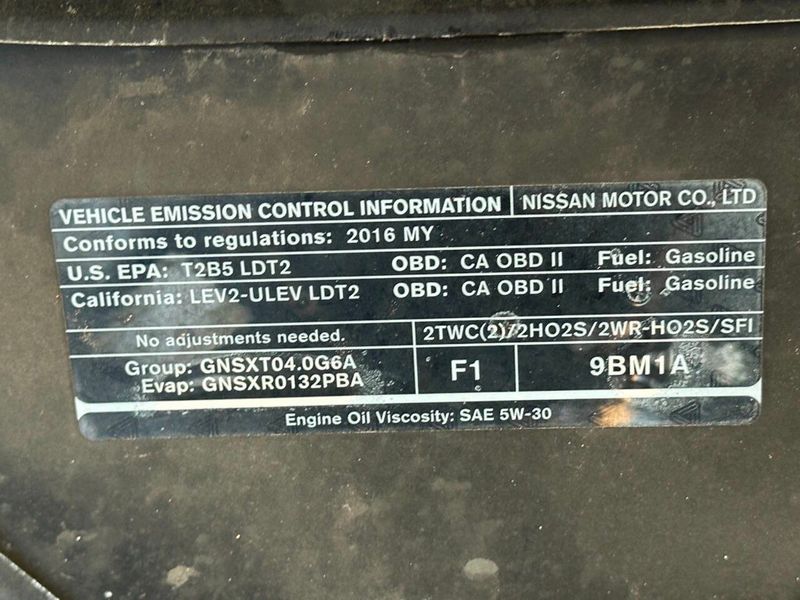 VEHICLE EMISSION CONTROL INFORMATION NISSAN MOTOR CO., LTD
Conforms to regulations: 2016 MY
U.S. EPA: T2B5 LDT2 OBD: CA OBD II Fuel: Gasoline
California: LEV2-ULEV LDT2 OBD: CA OBD II Fuel: Gasoline
No adjustments needed. 2TWC(2)/2HO2S/2WR-HO2S/SFI
Group: GNSXT04.0G6A
Evap: GNSXR0132PBA
F1 9BM1A
Engine Oil Viscosity: SAE 5W-30